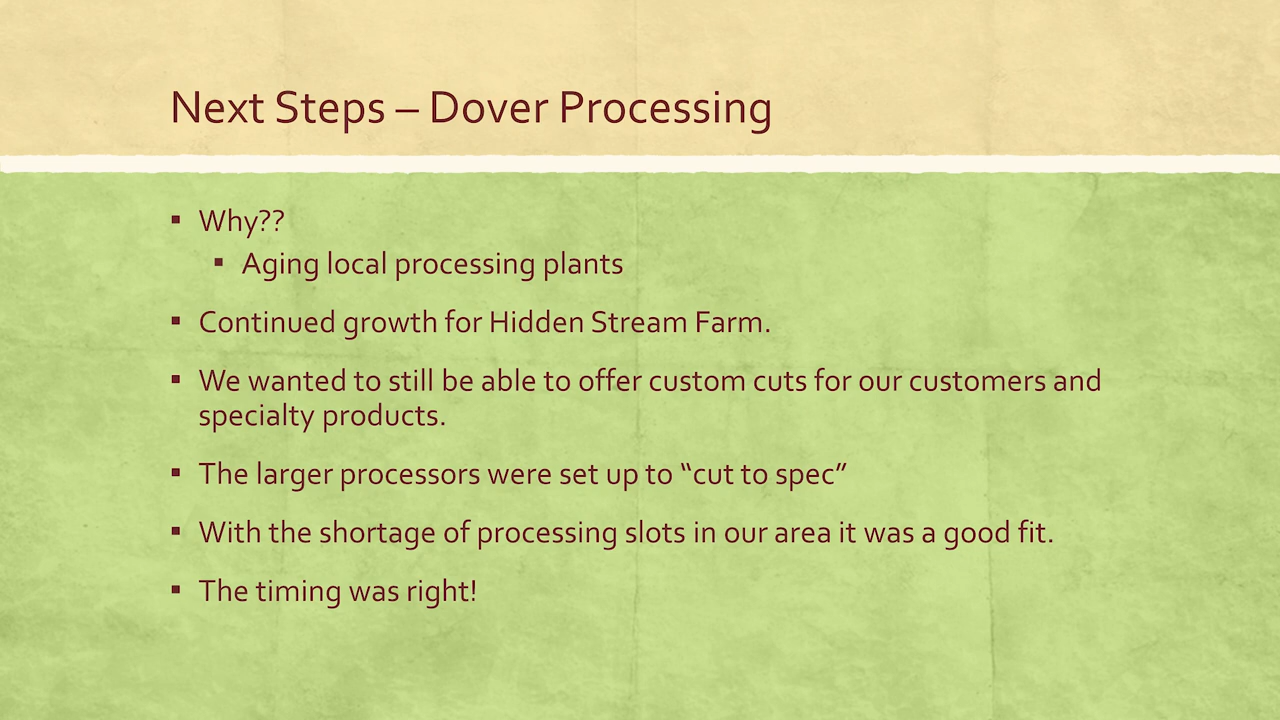 Next Steps – Dover Processing
▪ Why??
▪ Aging local processing plants
▪ Continued growth for Hidden Stream Farm.
▪ We wanted to still be able to offer custom cuts for our customers and
specialty products.
▪ The larger processors were set up to “cut to spec”
▪ With the shortage of processing slots in our area it was a good fit.
▪ The timing was right!